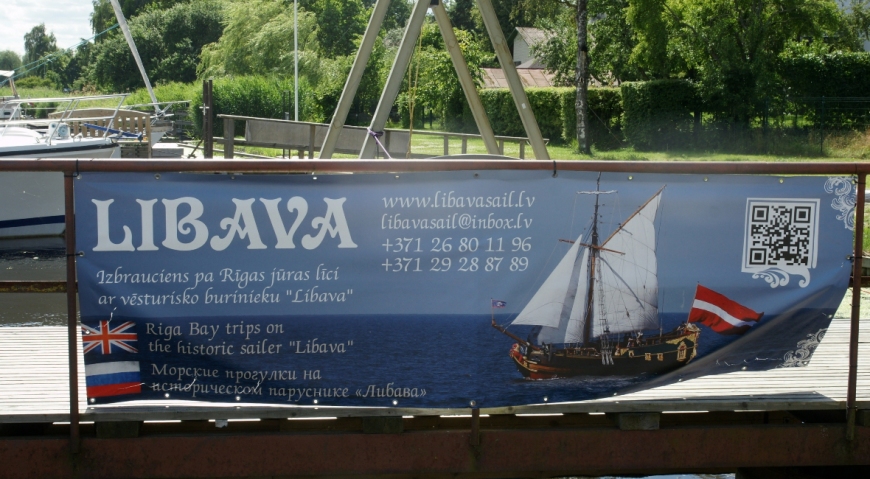 LIBAVA
www.libavasail.lv
libavasail@inbox.lv
+371 26 80 11 96
+371 29 28 87 89
Izbrauciens pa Rīgas jūras līci
ar vēsturisko burinieku "Libava"
Riga Bay trips on
the historic sailer "Libava"
Морские прогулки на
историческом паруснике «Либава»